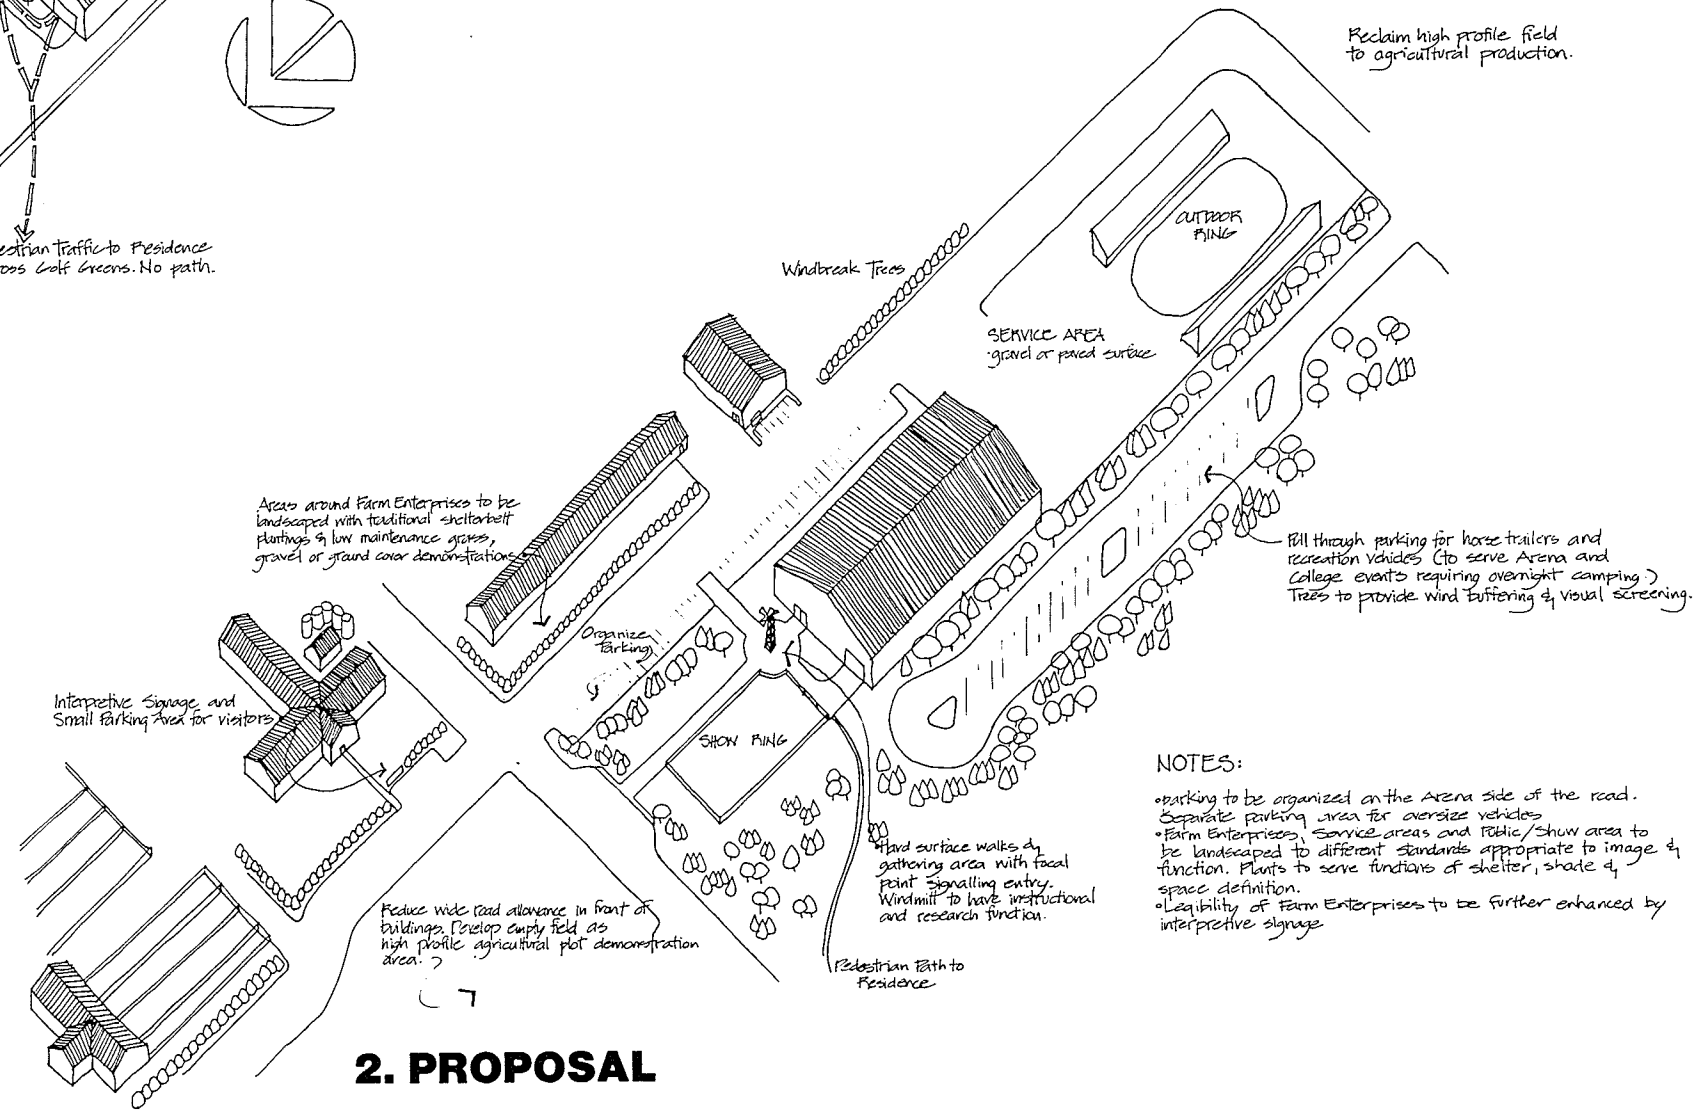 Reclaim high profile field
to agricultural production.
OUTDOOR
RING
estrian Traffic to Residence
oss Golf Greens. No path.
Windbreak Trees
SERVICE AREA
·gravel or paved surface
Areas around Farm Enterprises to be
landscaped with traditional shelterbelt
plantings & low maintenance grass,
gravel or ground cover demonstrations
Pull through parking for horse trailers and
recreation vehicles (to serve Arena and
College events requiring overnight camping.)
Trees to provide wind buffering & visual screening.
Organize
Parking
Interpretive Signage and
Small Parking Area for visitors
SHOW RING
NOTES:
•parking to be organized on the Arena side of the road.
Separate parking area for oversize vehicles
•Farm Enterprises, Service areas and Public/Show area to
be landscaped to different standards appropriate to image &
function. Plants to serve functions of shelter, shade &
space definition.
•Legibility of Farm Enterprises to be further enhanced by
interpretive signage
•Hard surface walks &
gathering area with focal
point signalling entry.
Windmill to have instructional
and research function.
Reduce wide road allowance in front of
buildings. Develop empty field as
high profile agricultural plot demonstration
area.
Pedestrian Path to
Residence
2. PROPOSAL